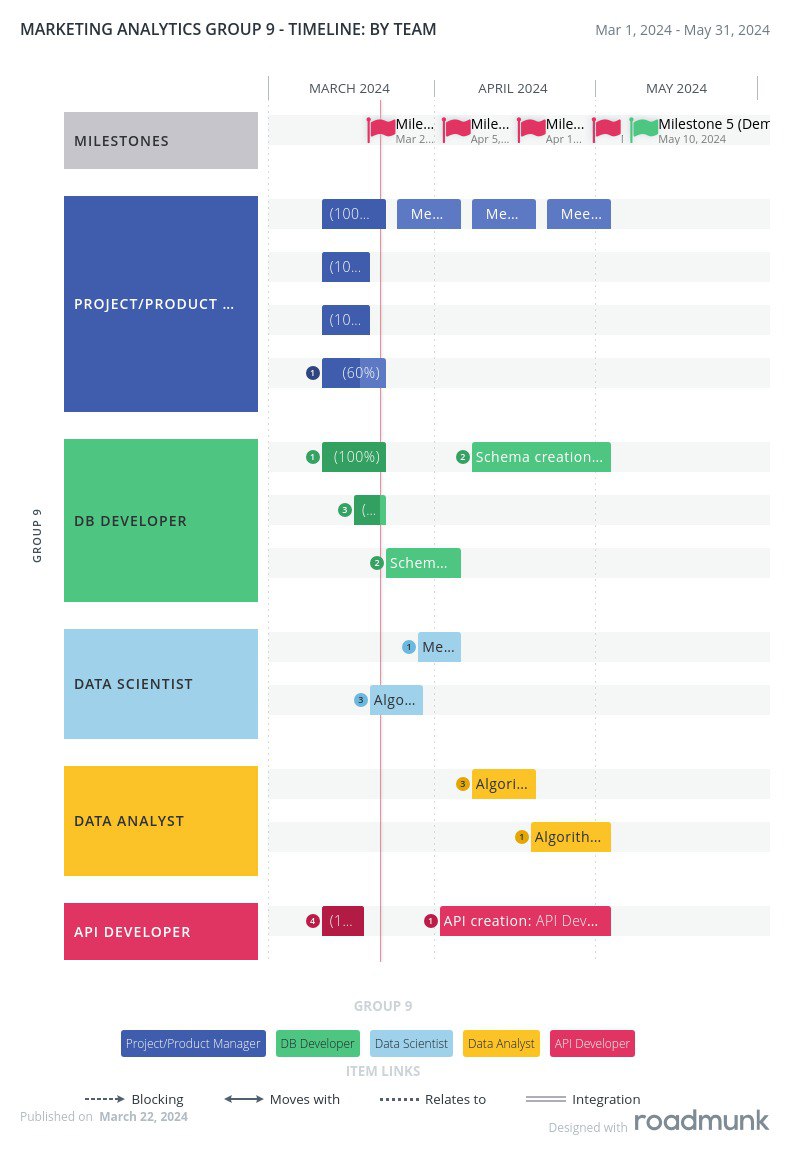 MARKETING ANALYTICS GROUP 9 - TIMELINE: BY TEAM
Mar 1, 2024 - May 31, 2024
MARCH 2024 APRIL 2024 MAY 2024
MILESTONES
Mile... Mile... Mile... Milestone 5 (Dem
Mar 2... Apr 5,... Apr 1... May 10, 2024
PROJECT/PRODUCT ...
(100... Me... Me... Mee...
(10...
(10...
1 (60%)
GROUP 9
DB DEVELOPER
1 (100%) 2 Schema creation...
3 (...
2 Schem...
DATA SCIENTIST
1 Me...
3 Algo...
DATA ANALYST
3 Algori...
1 Algorith...
API DEVELOPER
4 (1... 1 API creation: API Dev...
GROUP 9
Project/Product Manager DB Developer Data Scientist Data Analyst API Developer
ITEM LINKS
Blocking Moves with Relates to Integration
Published on March 22, 2024
Designed with roadmunk